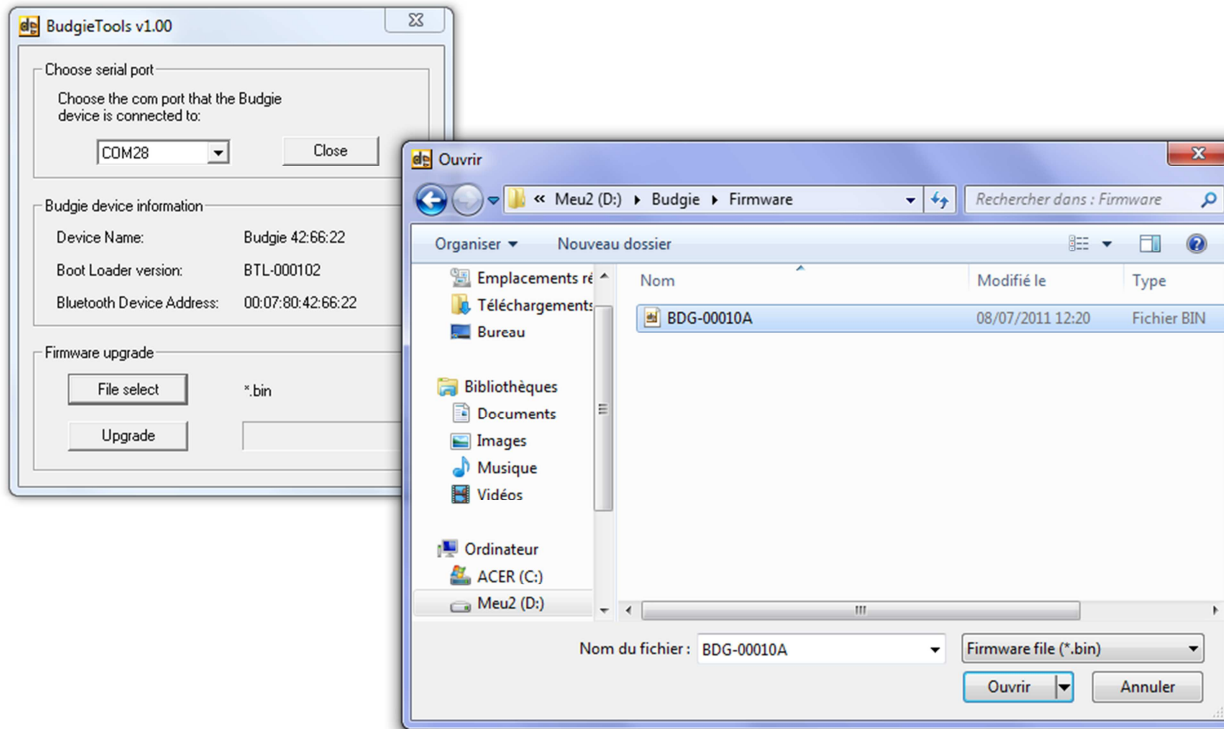 BudgieTools v1.00
Choose serial port
Choose the com port that the Budgie
device is connected to:
COM28
Close
Budgie device information
Device Name: Budgie 42:66:22
Boot Loader version: BTL-000102
Bluetooth Device Address: 00:07:80:42:66:22
Firmware upgrade
File select *.bin
Upgrade
Ouvrir
« Meu2 (D:) Budgie Firmware
Rechercher dans : Firmware
Organiser Nouveau dossier
Emplacements ré
Téléchargements
Bureau
Bibliothèques
Documents
Images
Musique
Vidéos
Ordinateur
ACER (C:)
Meu2 (D:)
Nom Modifié le Type
BDG-00010A 08/07/2011 12:20 Fichier BIN
Nom du fichier : BDG-00010A Firmware file (*.bin)
Ouvrir Annuler